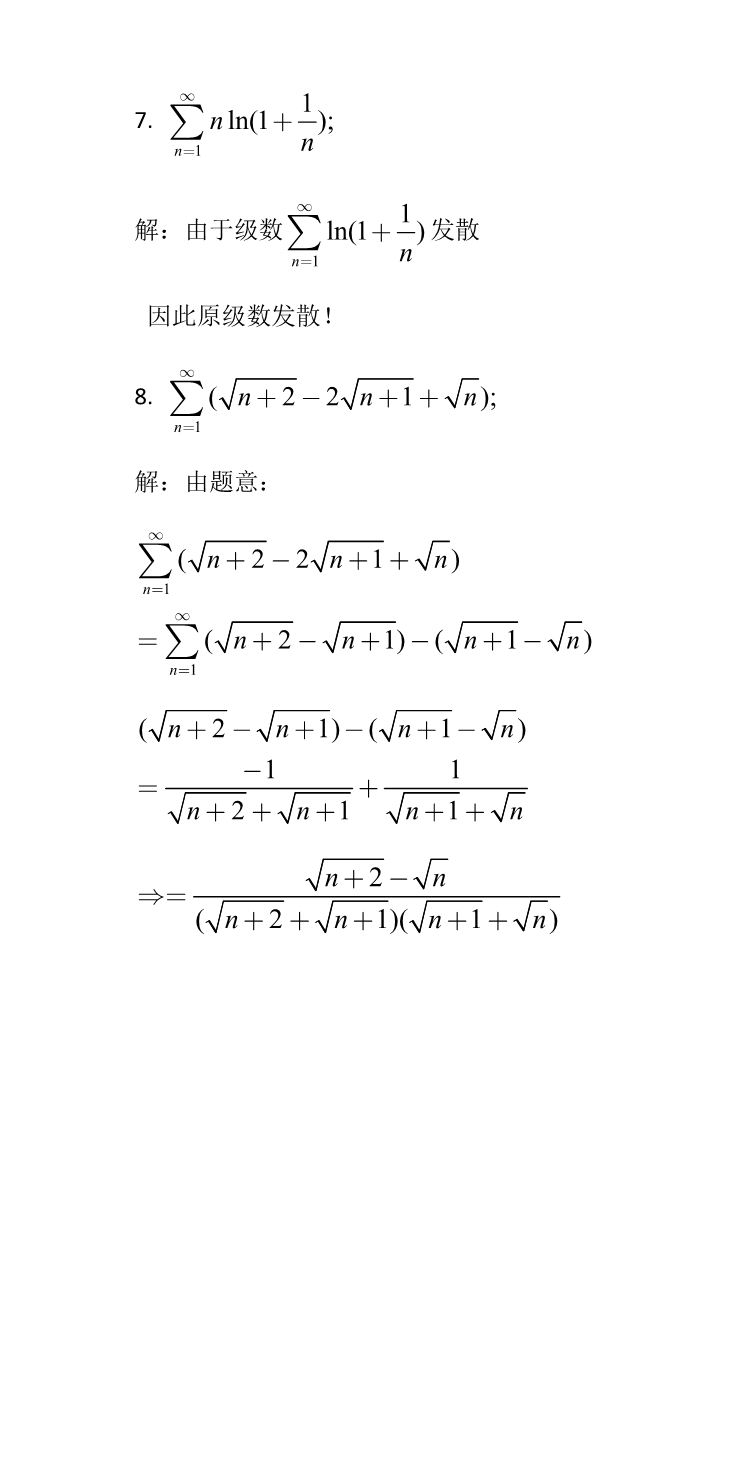 7. \sum_{n=1}^{\infty} n \ln(1+\frac{1}{n});
解：由于级数 \sum_{n=1}^{\infty} \ln(1+\frac{1}{n}) 发散
因此原级数发散！
8. \sum_{n=1}^{\infty} (\sqrt{n+2}-2\sqrt{n+1}+\sqrt{n});
解：由题意：
\sum_{n=1}^{\infty} (\sqrt{n+2}-2\sqrt{n+1}+\sqrt{n})
=\sum_{n=1}^{\infty} (\sqrt{n+2}-\sqrt{n+1})-(\sqrt{n+1}-\sqrt{n})
(\sqrt{n+2}-\sqrt{n+1})-(\sqrt{n+1}-\sqrt{n})
=\frac{-1}{\sqrt{n+2}+\sqrt{n+1}}+\frac{1}{\sqrt{n+1}+\sqrt{n}}
\Rightarrow=\frac{\sqrt{n+2}-\sqrt{n}}{(\sqrt{n+2}+\sqrt{n+1})(\sqrt{n+1}+\sqrt{n})}